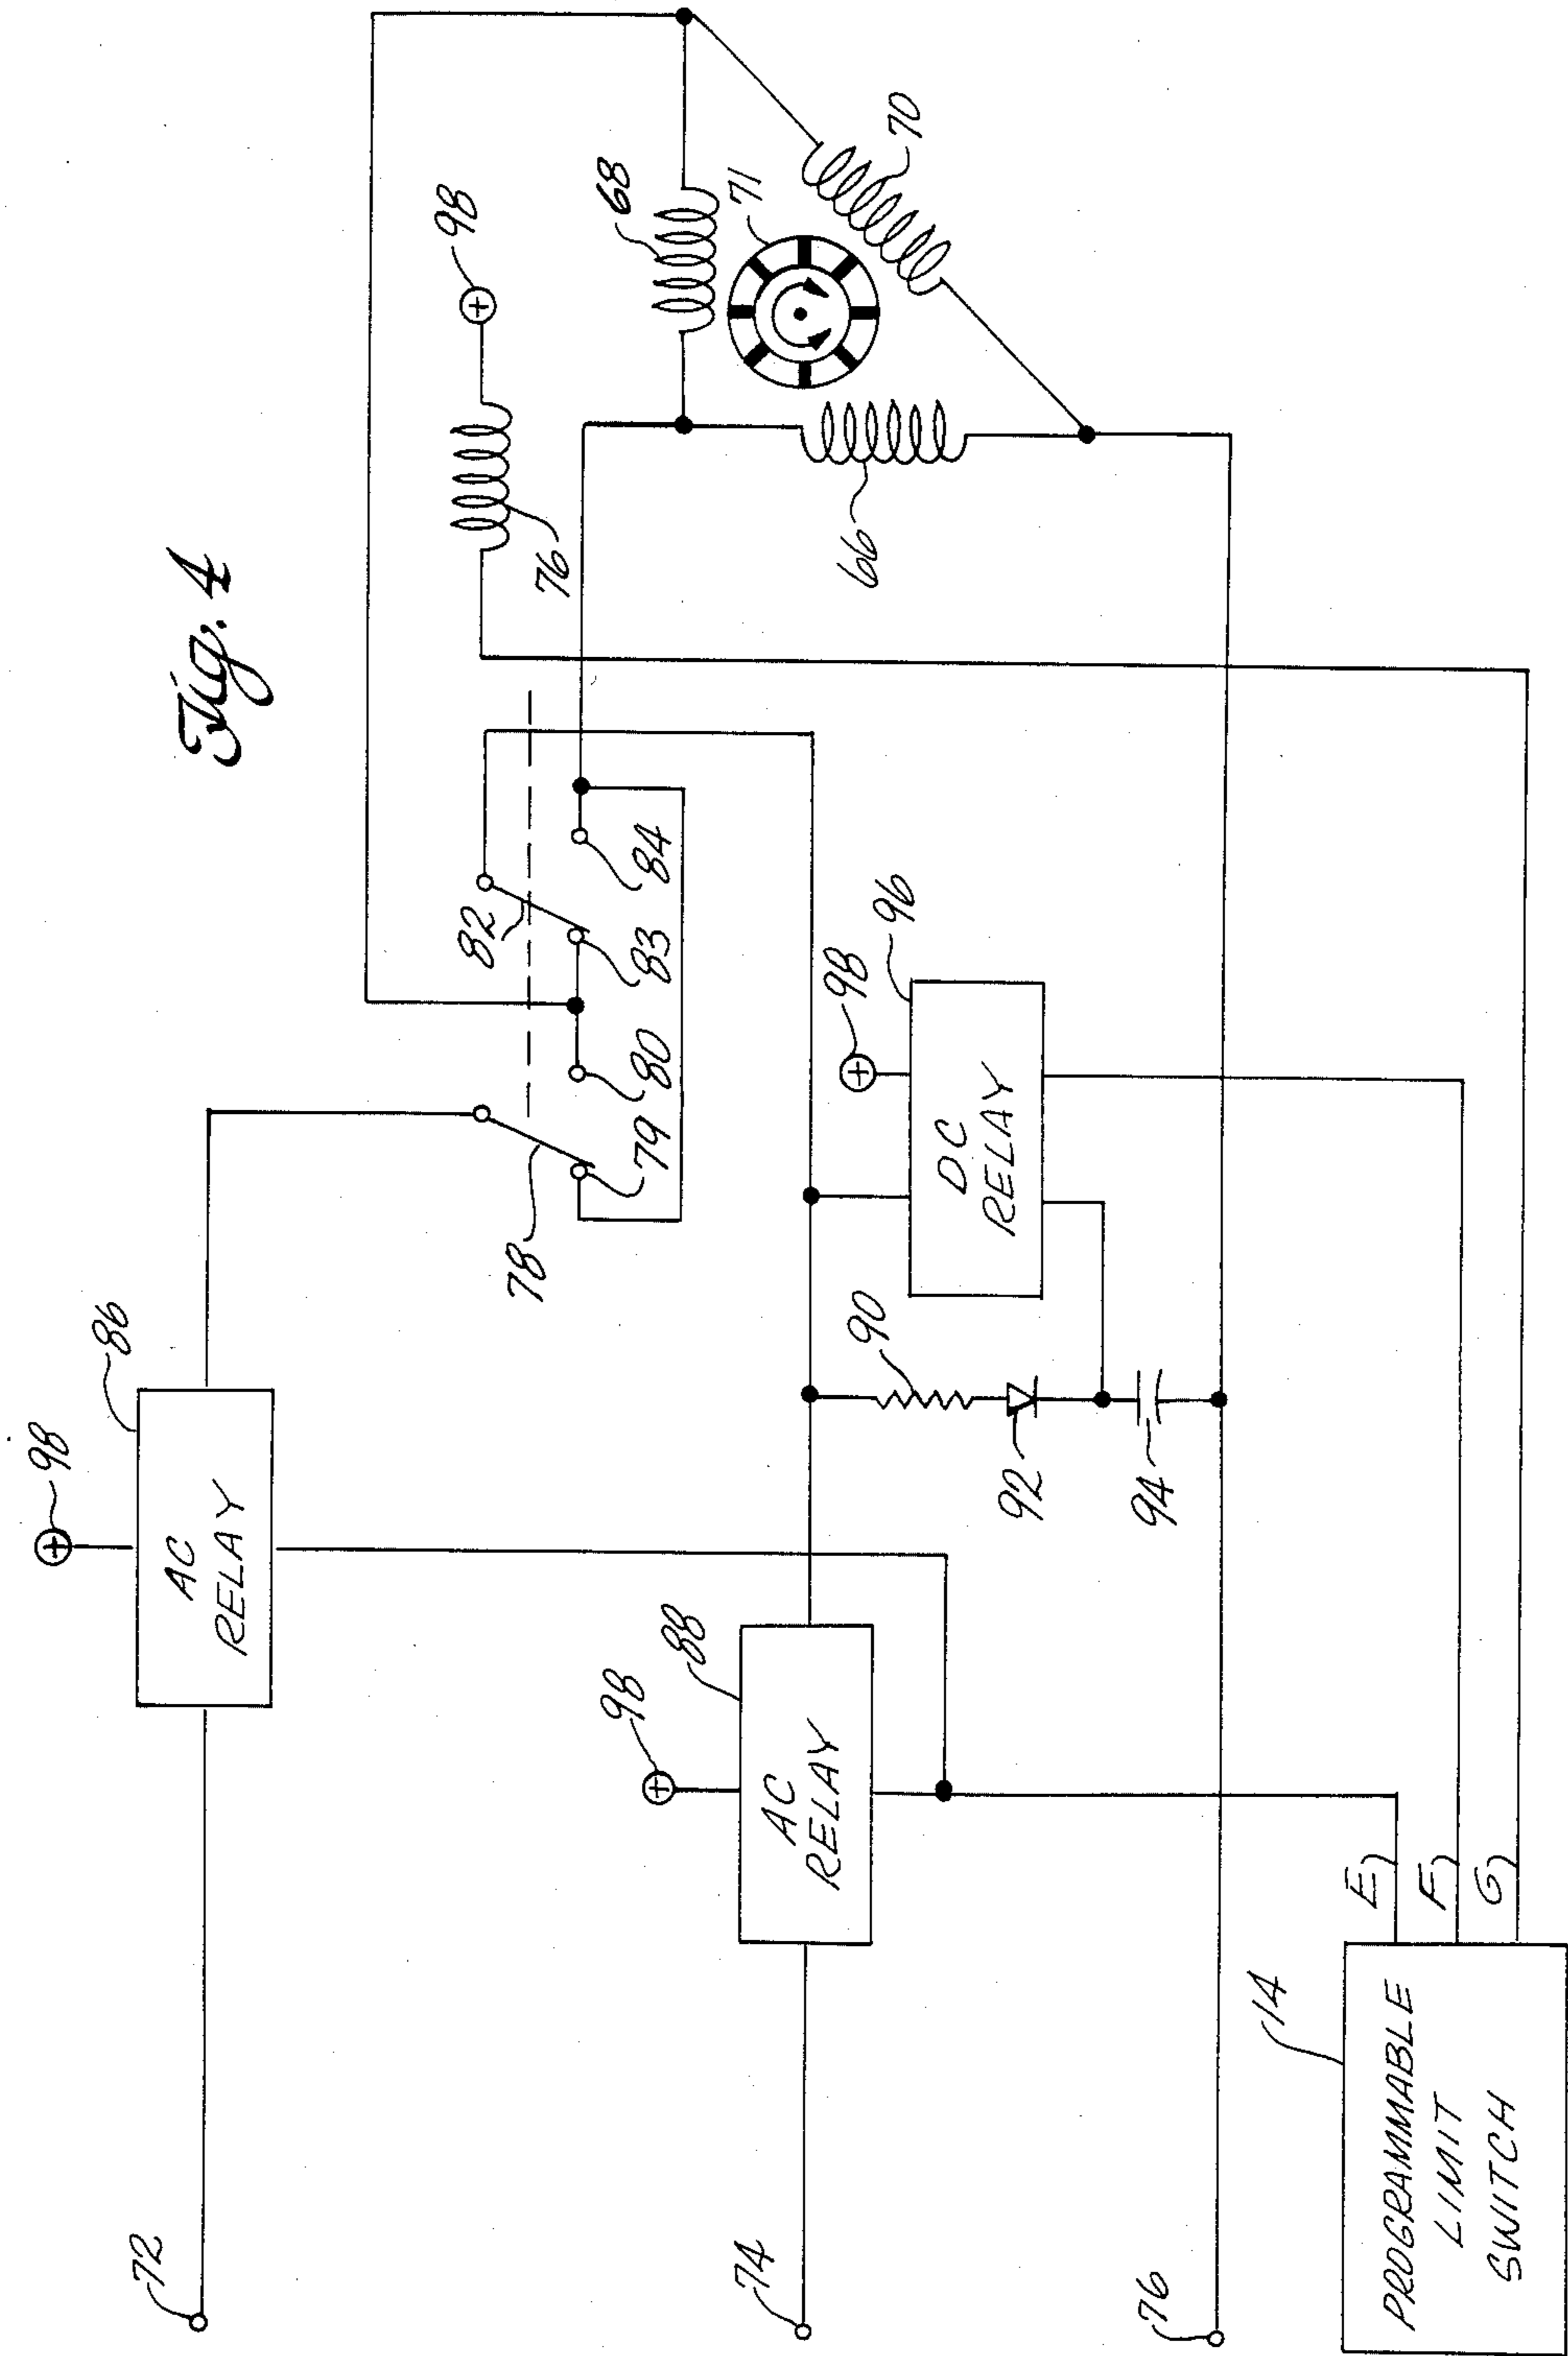 Fig. 4
98
86
AC
RELAY
72
78
79
80
82
83
84
98
76
68
71
70
66
98
88
AC
RELAY
74
90
92
94
98
96
DC
RELAY
76
14
PROGRAMMABLE
LIMIT
SWITCH
E
F
G